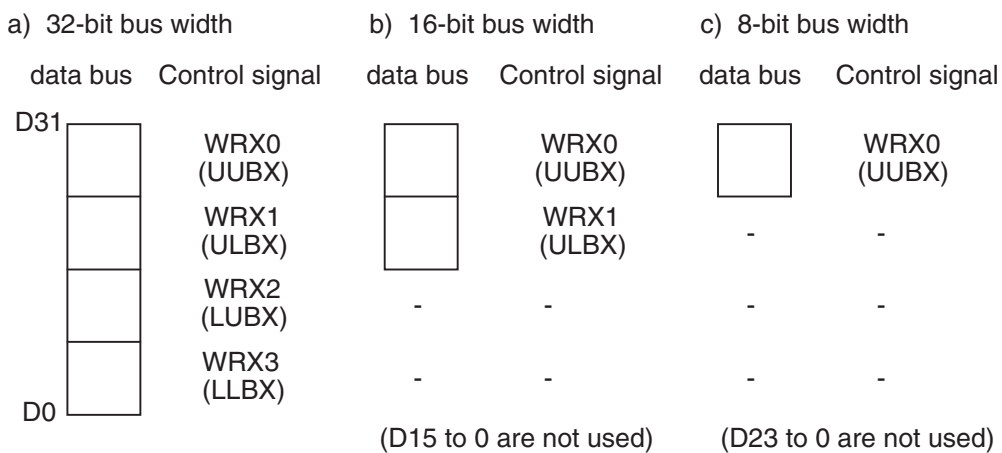 a) 32-bit bus width b) 16-bit bus width c) 8-bit bus width
data bus Control signal data bus Control signal data bus Control signal
D31
WRX0 WRX0 WRX0
(UUBX) (UUBX) (UUBX)
WRX1 WRX1
(ULBX) (ULBX) - -
WRX2
(LUBX) - - - -
WRX3
(LLBX) - - - -
D0
(D15 to 0 are not used) (D23 to 0 are not used)